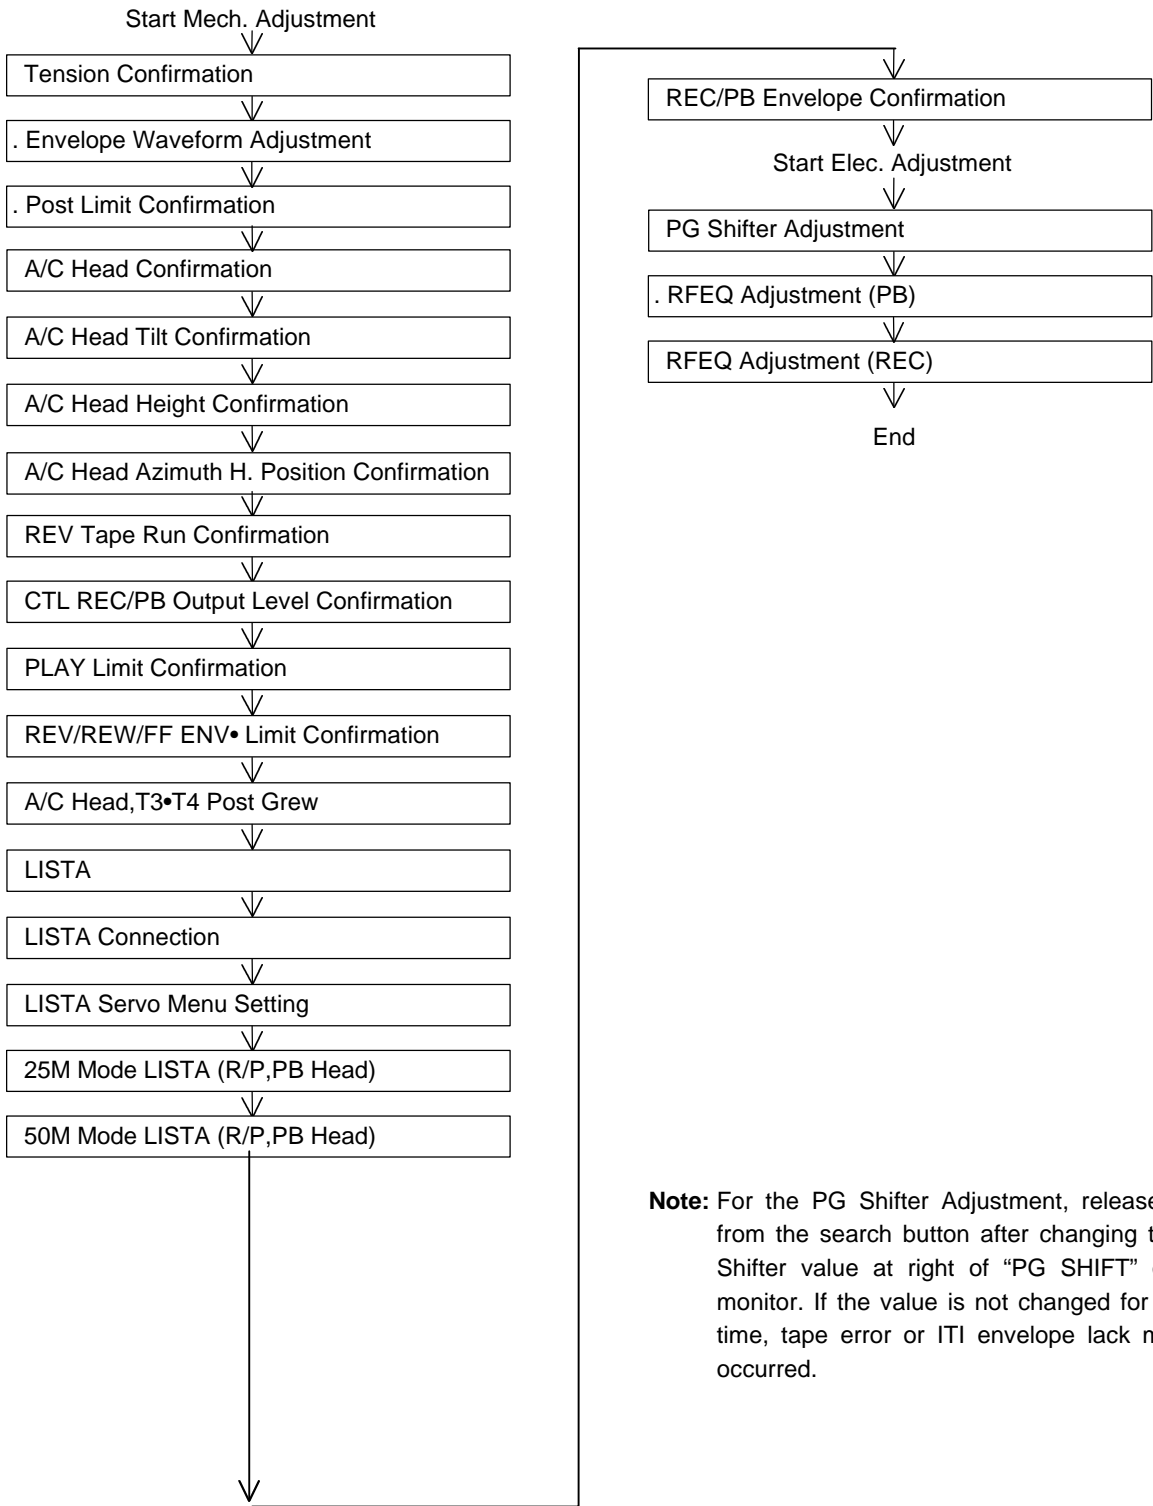 Start Mech. Adjustment
Tension Confirmation
. Envelope Waveform Adjustment
. Post Limit Confirmation
A/C Head Confirmation
A/C Head Tilt Confirmation
A/C Head Height Confirmation
A/C Head Azimuth H. Position Confirmation
REV Tape Run Confirmation
CTL REC/PB Output Level Confirmation
PLAY Limit Confirmation
REV/REW/FF ENV• Limit Confirmation
A/C Head,T3•T4 Post Grew
LISTA
LISTA Connection
LISTA Servo Menu Setting
25M Mode LISTA (R/P,PB Head)
50M Mode LISTA (R/P,PB Head)
REC/PB Envelope Confirmation
Start Elec. Adjustment
PG Shifter Adjustment
. RFEQ Adjustment (PB)
RFEQ Adjustment (REC)
End
Note: For the PG Shifter Adjustment, release
from the search button after changing
Shifter value at right of “PG SHIFT”
monitor. If the value is not changed for
time, tape error or ITI envelope lack
occurred.